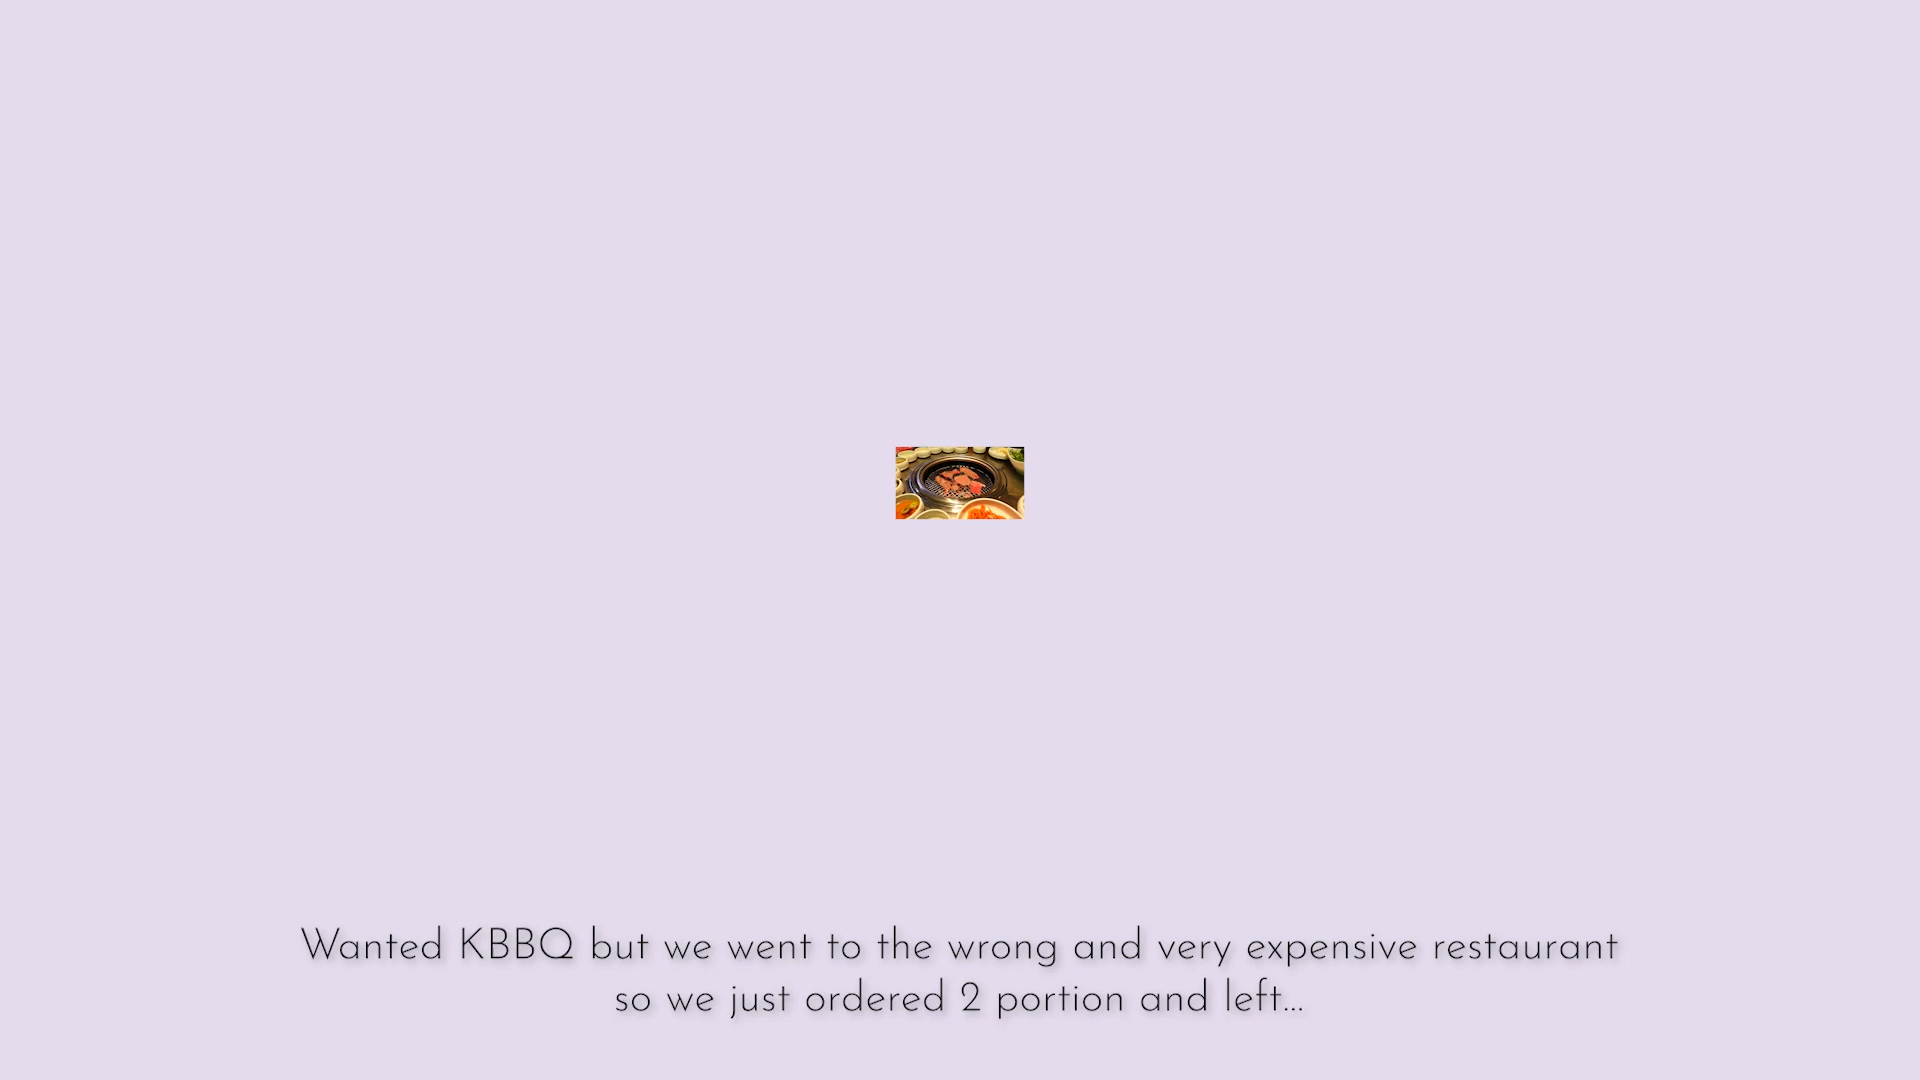 Wanted KBBQ but we went to the wrong and very expensive restaurant
so we just ordered 2 portion and left...